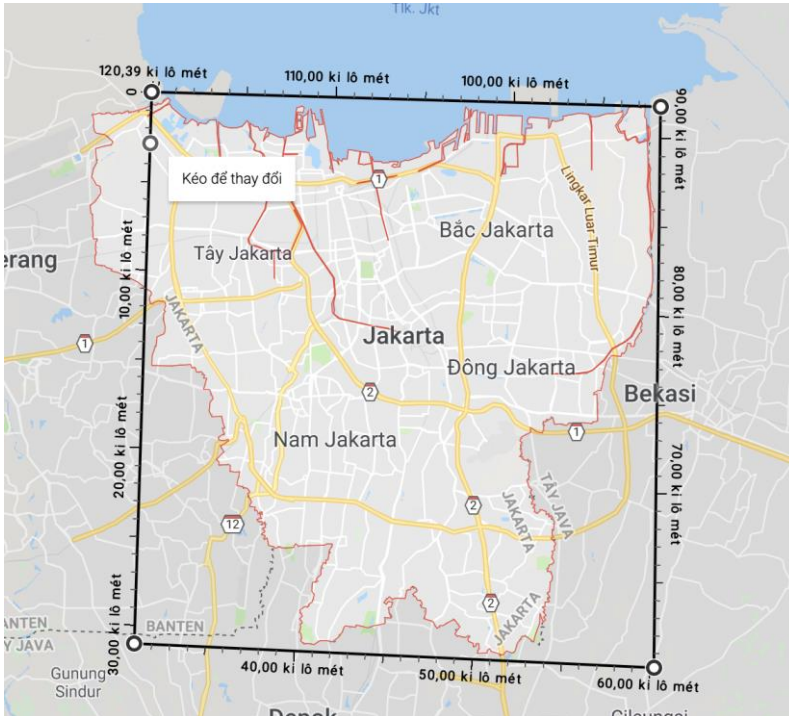 Tlk. Jkt
120,39 ki lô mét
110,00 ki lô mét
100,00 ki lô mét
90,00 ki lô mét
0
1
Kéo để thay đổi
Lingkar Luar Timur
Bắc Jakarta
Tây Jakarta
erang
10,00 ki lô mét
80,00 ki lô mét
JAKARTA
Jakarta
1
Đông Jakarta
2
Bekasi
1
Nam Jakarta
20,00 ki lô mét
70,00 ki lô mét
TÂY JAVA
JAKARTA
2
12
2
JAKARTA
ANTEN
BANTEN
Y JAVA
30,00 ki lô mét
40,00 ki lô mét
50,00 ki lô mét
60,00 ki lô mét
Gunung
Sindur